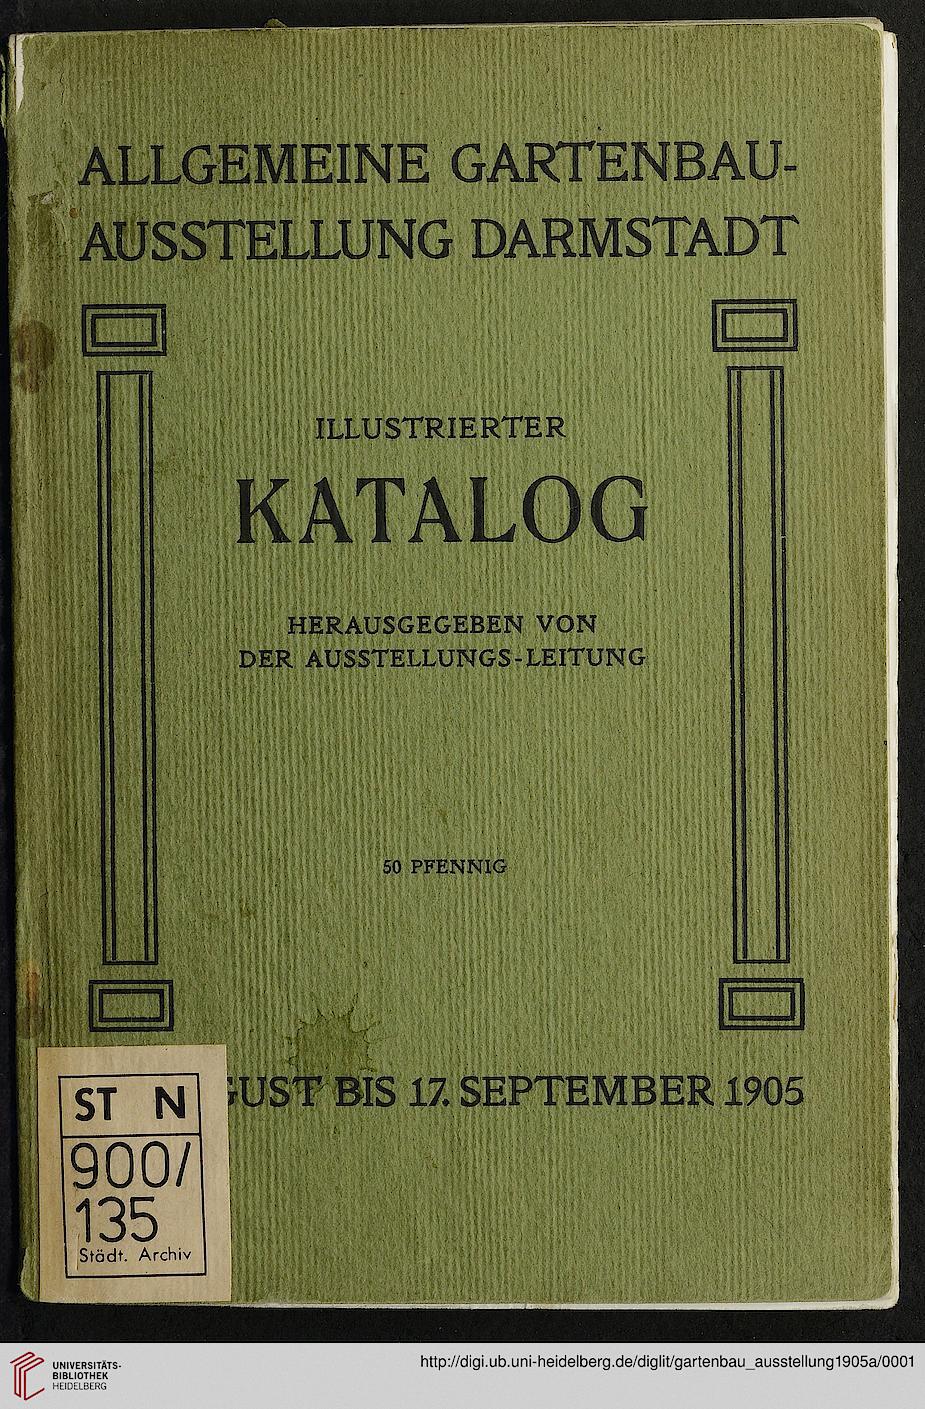 ALLGEMEINE GARTENBAU-
AUSSTELLUNG DARMSTADT
ILLUSTRIERTER
KATALOG
HERAUSGEGEBEN VON
DER AUSSTELLUNGS-LEITUNG
50 PFENNIG
BIS 17. SEPTEMBER 1905
ST N
900/
135
Städt. Archiv
UNIVERSITÄTS-
BIBLIOTHEK
HEIDELBERG
http://digi.ub.uni-heidelberg.de/diglit/gartenbau_ausstellung1905a/0001